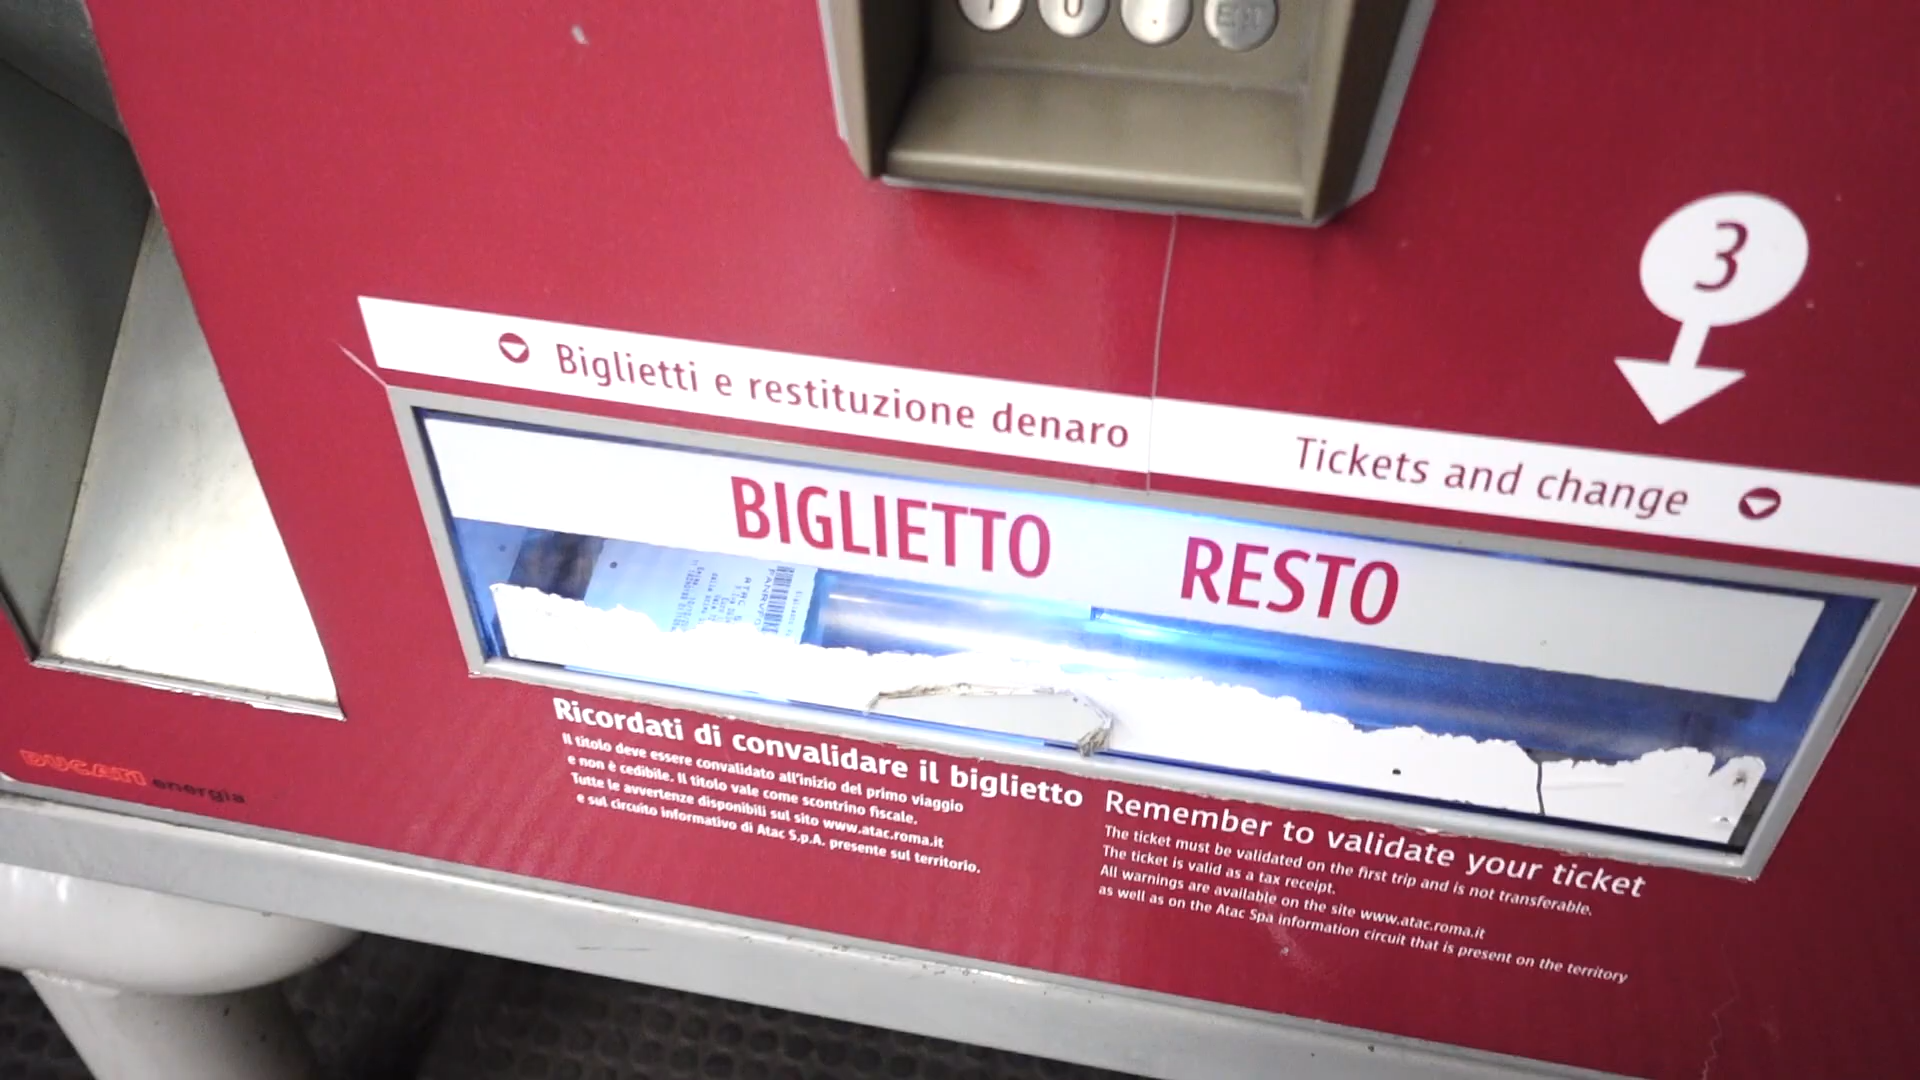 0
3
Biglietti e restituzione denaro
Tickets and change
BIGLIETTO
RESTO
Ricordati di convalidare il biglietto
Il titolo deve essere convalidato all'inizio del primo viaggio
e non è cedibile. Il titolo vale come scontrino fiscale.
Tutte le avvertenze disponibili sul sito www.atac.roma.it
e sul circuito informativo di Atac S.p.A. presente sul territorio.
Remember to validate your ticket
The ticket must be validated on the first trip and is not transferable.
The ticket is valid as a tax receipt.
All warnings are available on the site www.atac.roma.it
as well as on the Atac Spa information circuit that is present on the territory
DUCATI energia